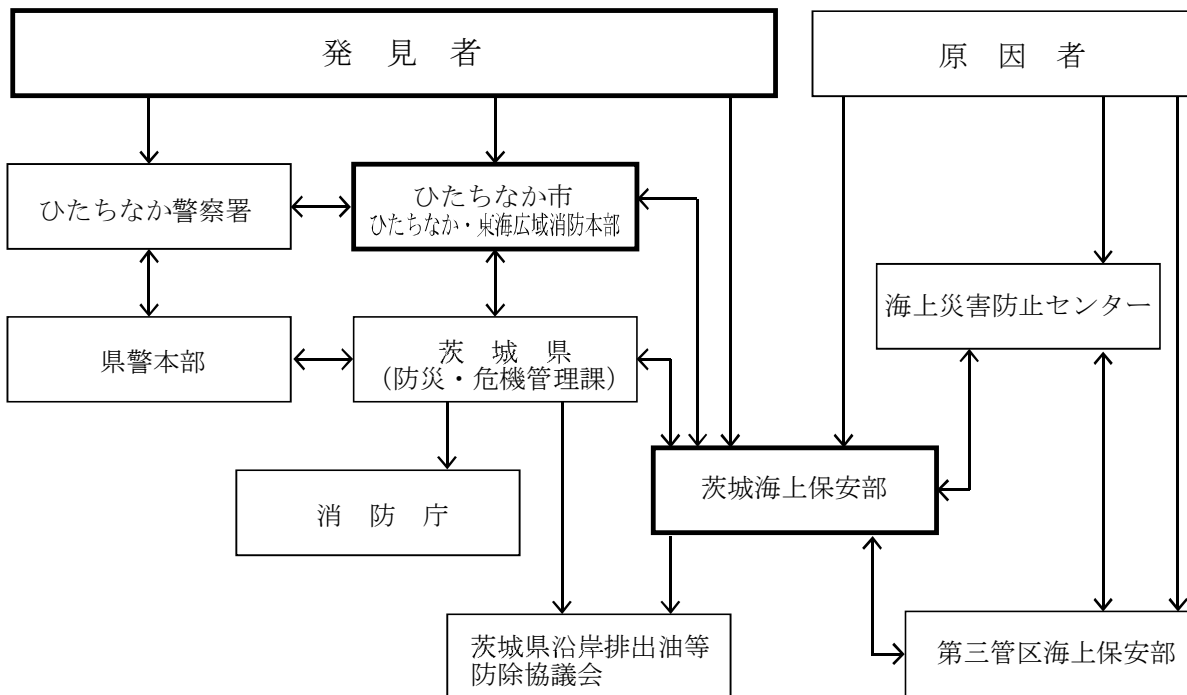 発 見 者
原 因 者
ひたちなか警察署
ひたちなか市
ひたちなか・東海広域消防本部
海上災害防止センター
県警本部
茨 城 県
（防災・危機管理課）
茨城海上保安部
消 防 庁
茨城県沿岸排出油等
防除協議会
第三管区海上保安部